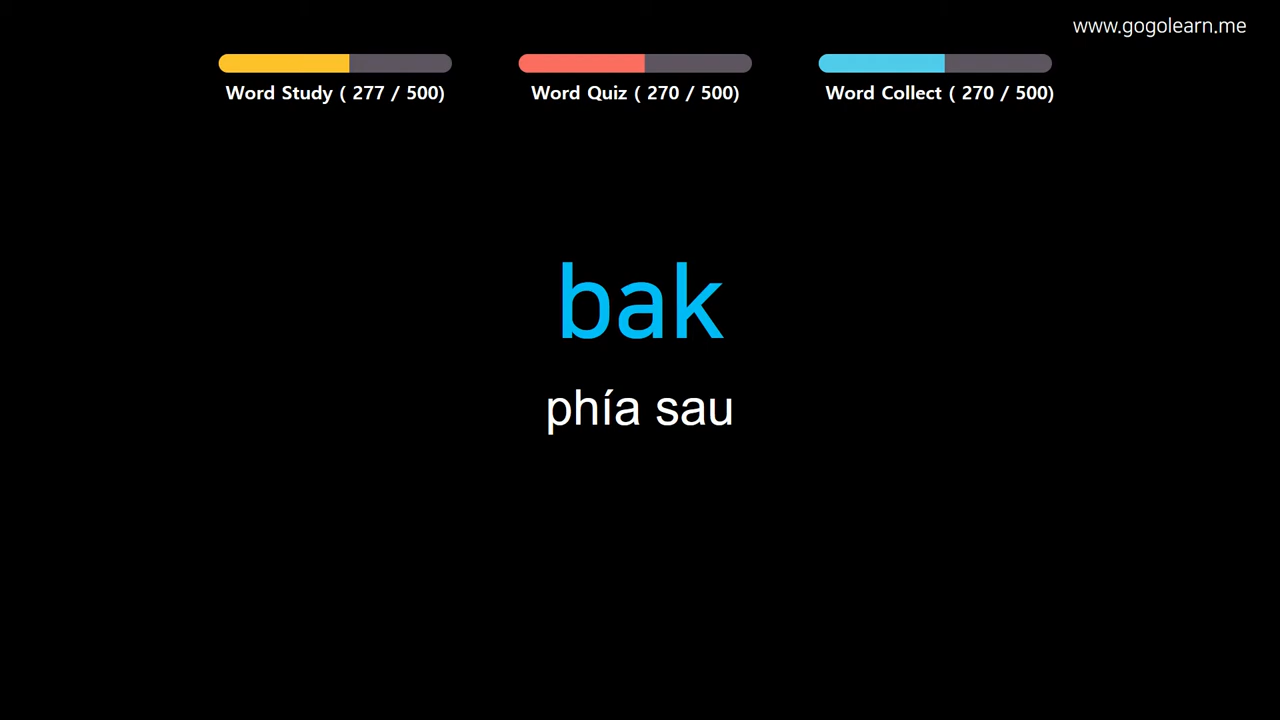 www.gogolearn.me
Word Study ( 277 / 500)
Word Quiz ( 270 / 500)
Word Collect ( 270 / 500)
bak
phía sau